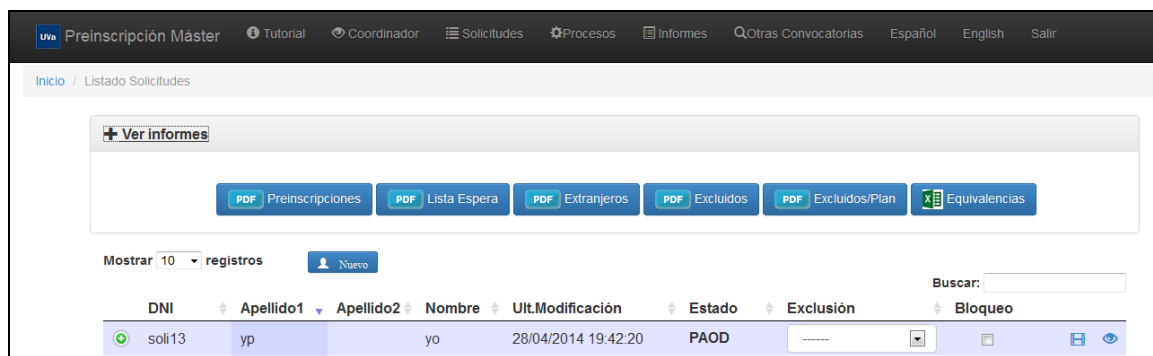 UVa Preinscripción Máster Tutorial Coordinador Solicitudes Procesos Informes Otras Convocatorias Español English Salir
Inicio / Listado Solicitudes
Ver informes
PDF Preinscripciones PDF Lista Espera PDF Extranjeros PDF Excluidos PDF Excluidos/Plan Equivalencias
Mostrar 10 registros Nuevo
Buscar:
DNI Apellido1 Apellido2 Nombre Ult.Modificación Estado Exclusión Bloqueo
soli13 yp yo 28/04/2014 19:42:20 PAOD ------